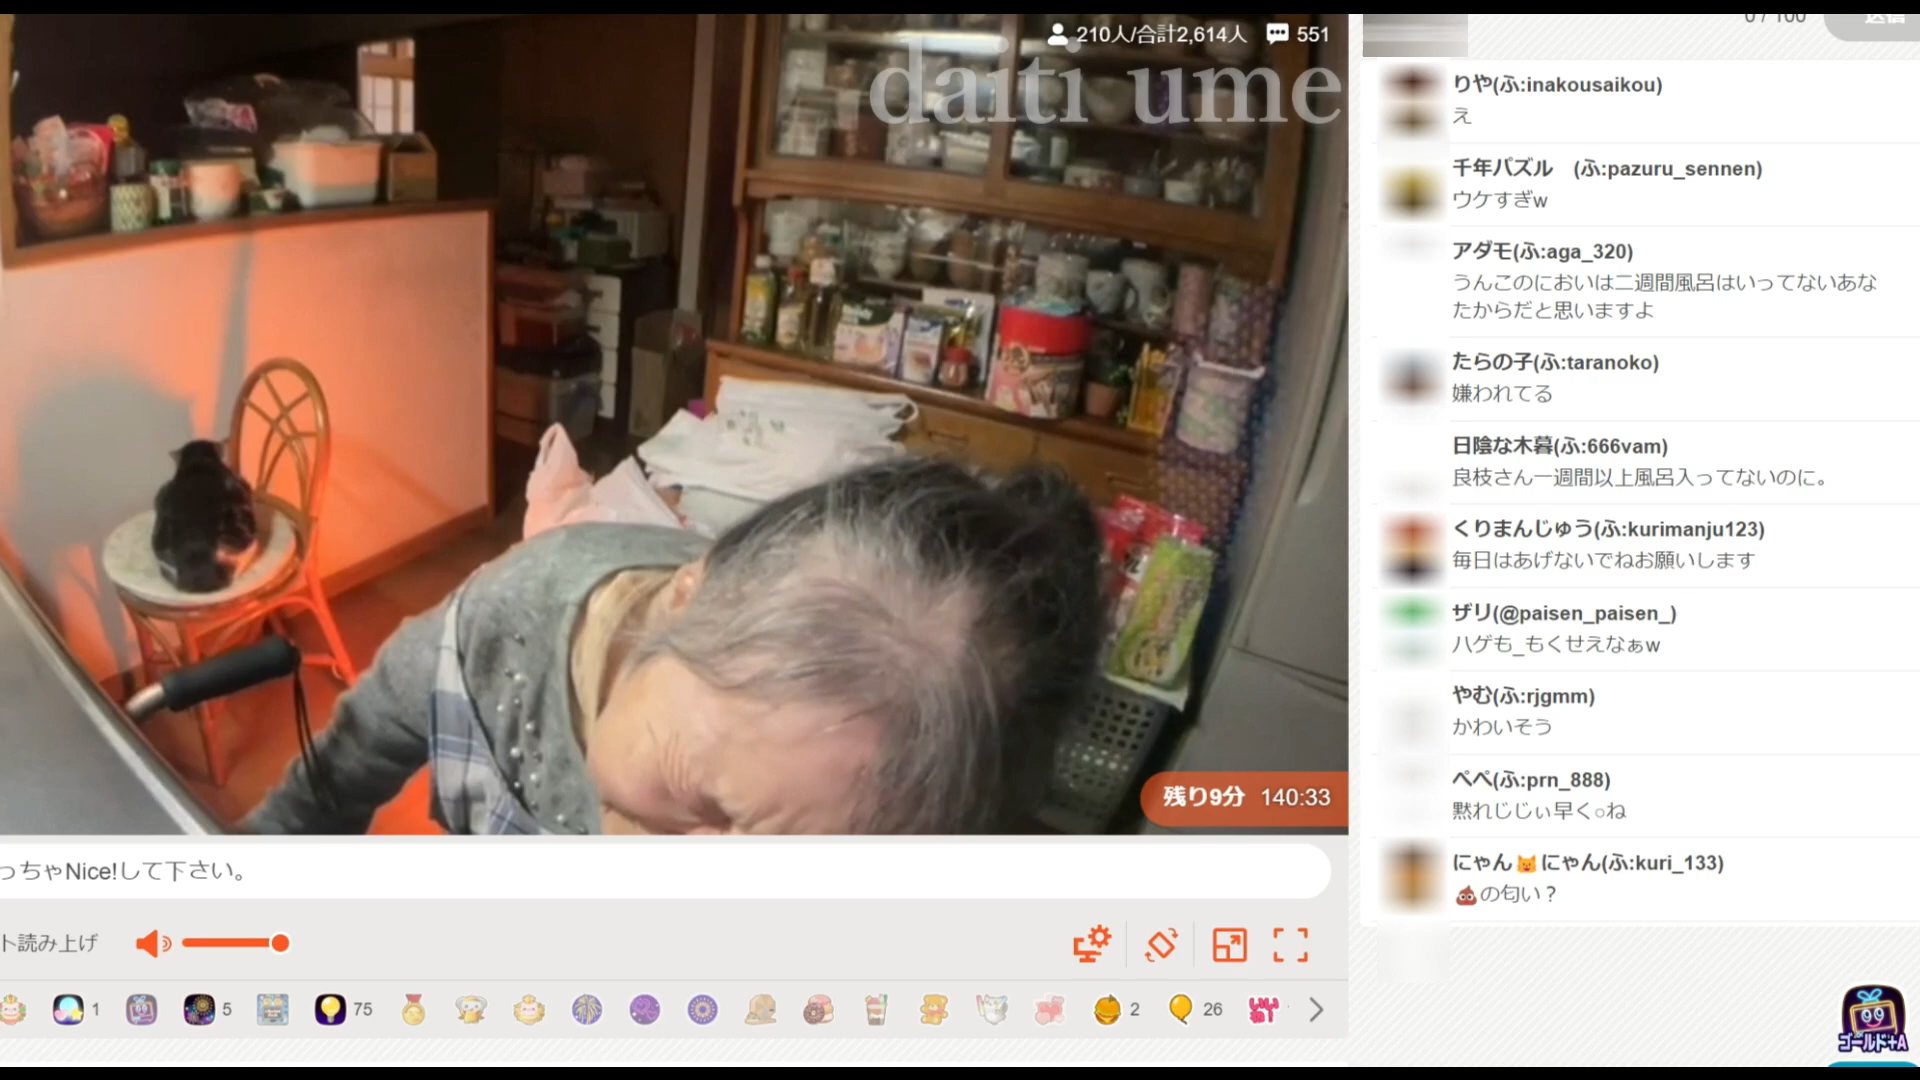 210人/合計2,614人 551
daiti ume
残り9分 140:33
っちゃNice!して下さい。
ト読み上げ
1
5
75
2
26
0 / 100
送信
りや(ふ:inakousaikou)
え
千年パズル　(ふ:pazuru_sennen)
ウケすぎw
アダモ(ふ:aga_320)
うんこのにおいは二週間風呂はいってないあな
たからだと思いますよ
たらの子(ふ:taranoko)
嫌われてる
日陰な木暮(ふ:666vam)
良枝さん一週間以上風呂入ってないのに。
くりまんじゅう(ふ:kurimanju123)
毎日はあげないでねお願いします
ザリ(@paisen_paisen_)
ハゲも_もくせえなぁw
やむ(ふ:rjgmm)
かわいそう
ペペ(ふ:prn_888)
黙れじじぃ早く○ね
にゃん🐱にゃん(ふ:kuri_133)
💩の匂い？
ゴールド+A